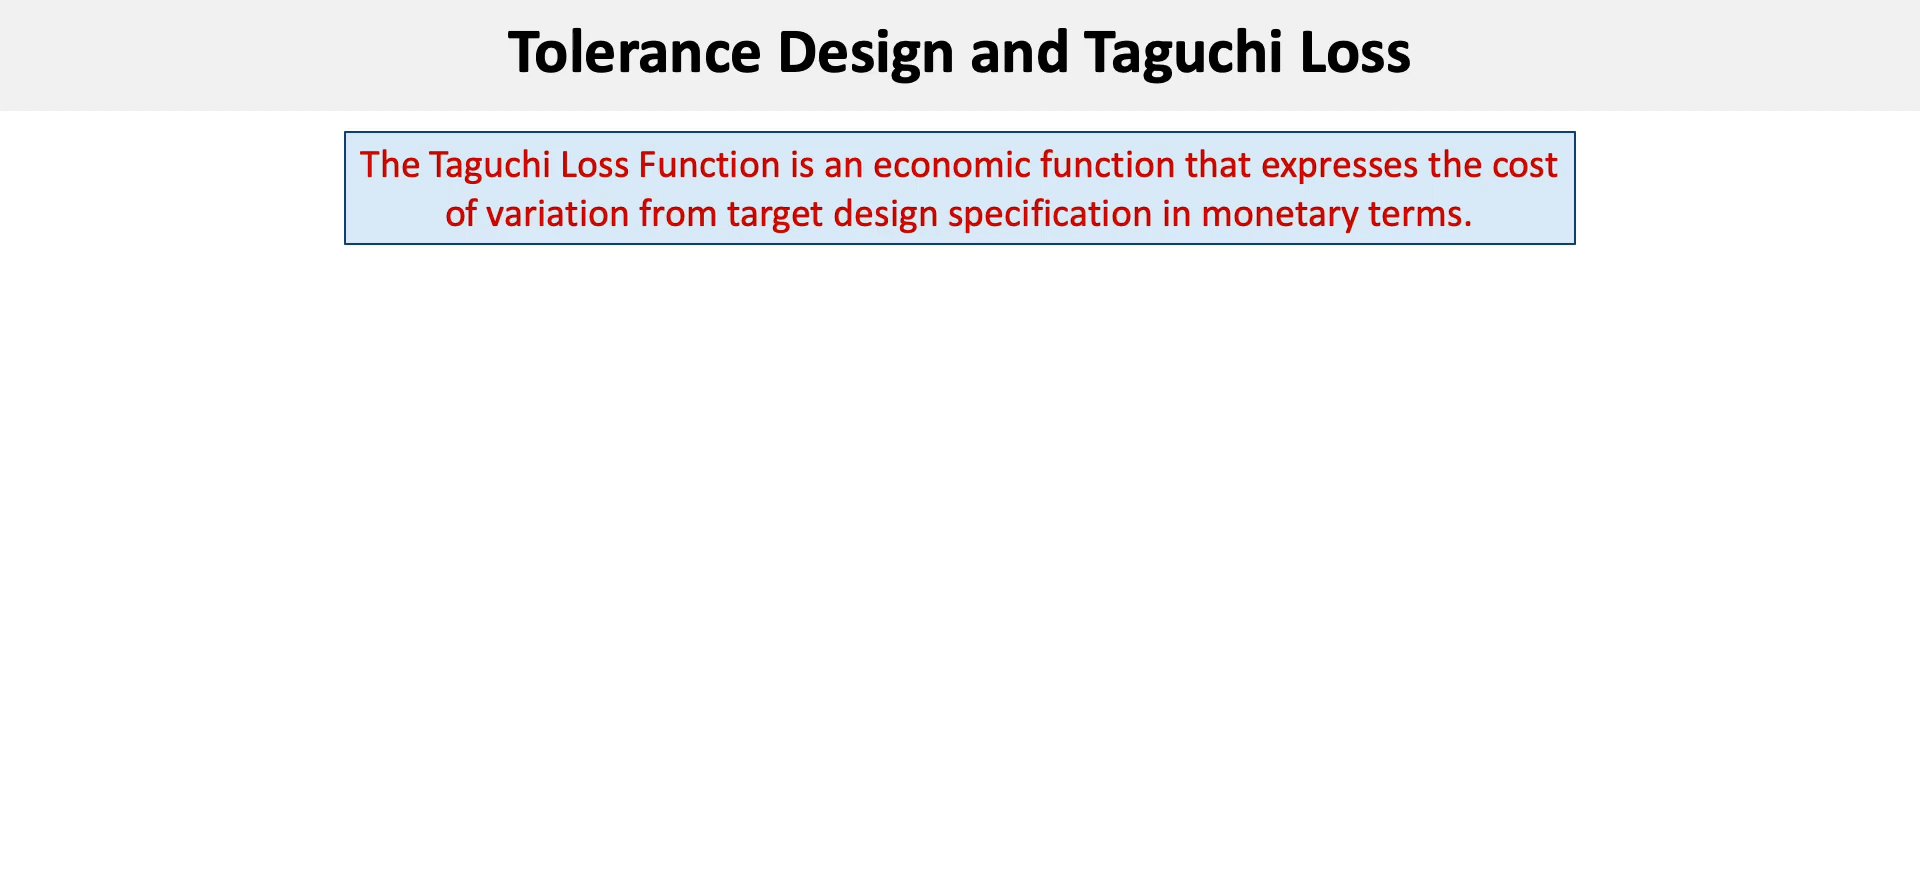 Tolerance Design and Taguchi Loss
The Taguchi Loss Function is an economic function that expresses the cost
of variation from target design specification in monetary terms.